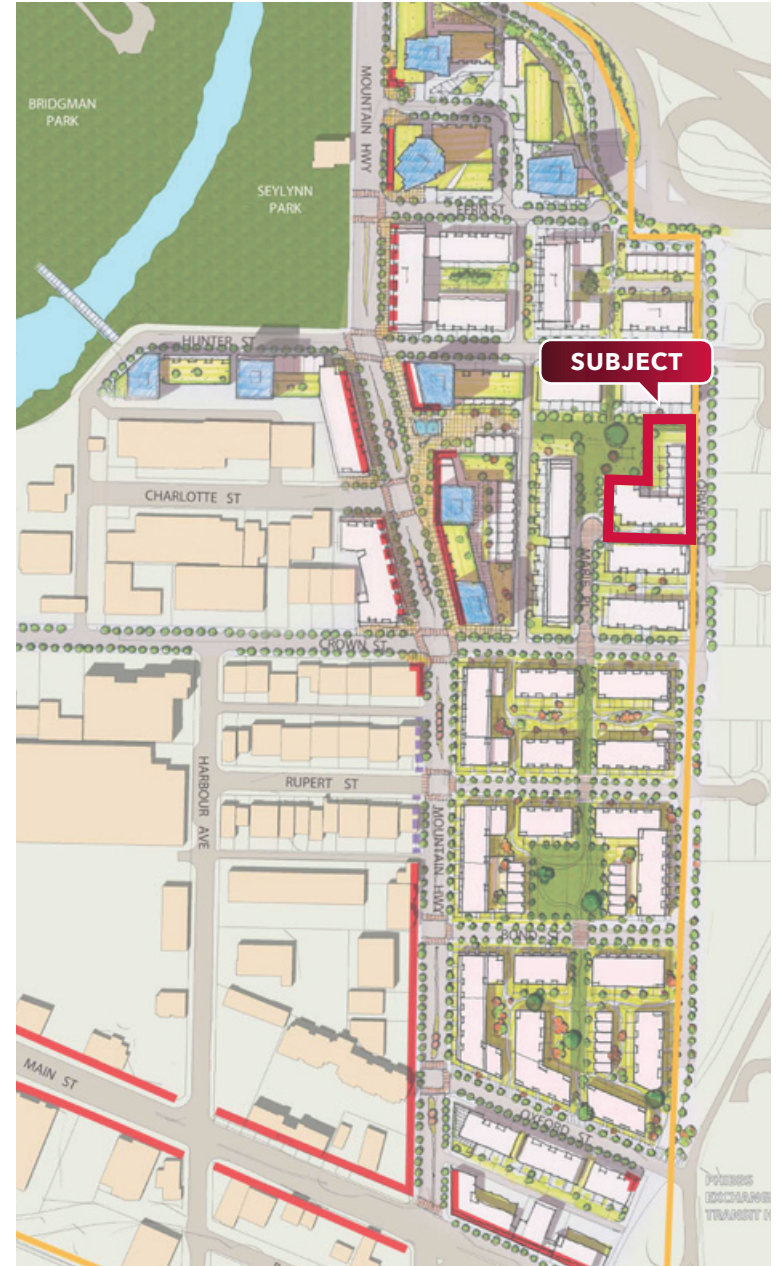 BRIDGMAN
PARK
MOUNTAIN HWY
SEYLYNN
PARK
FERN ST
HUNTER ST
SUBJECT
CHARLOTTE ST
CROWN ST
HARBOUR AVE
RUPERT ST
MOUNTAIN HWY
BOND ST
MAIN ST
OXFORD ST
PHIBBS
EXCHANGE
TRANSIT H